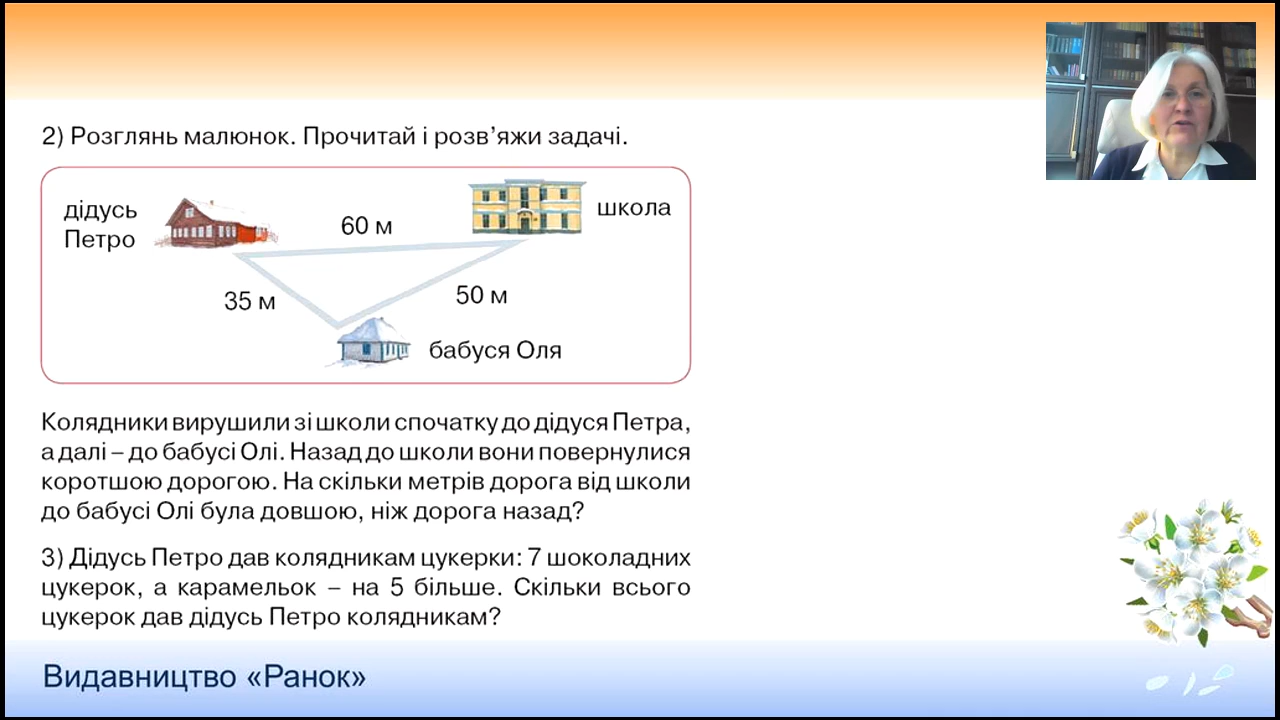 2) Розглянь малюнок. Прочитай і розв’яжи задачі.
дідусь
Петро
60 м
школа
35 м
50 м
бабуся Оля
Колядники вирушили зі школи спочатку до дідуся Петра,
а далі – до бабусі Олі. Назад до школи вони повернулися
коротшою дорогою. На скільки метрів дорога від школи
до бабусі Олі була довшою, ніж дорога назад?
3) Дідусь Петро дав колядникам цукерки: 7 шоколадних
цукерок, а карамельок – на 5 більше. Скільки всього
цукерок дав дідусь Петро колядникам?
Видавництво «Ранок»